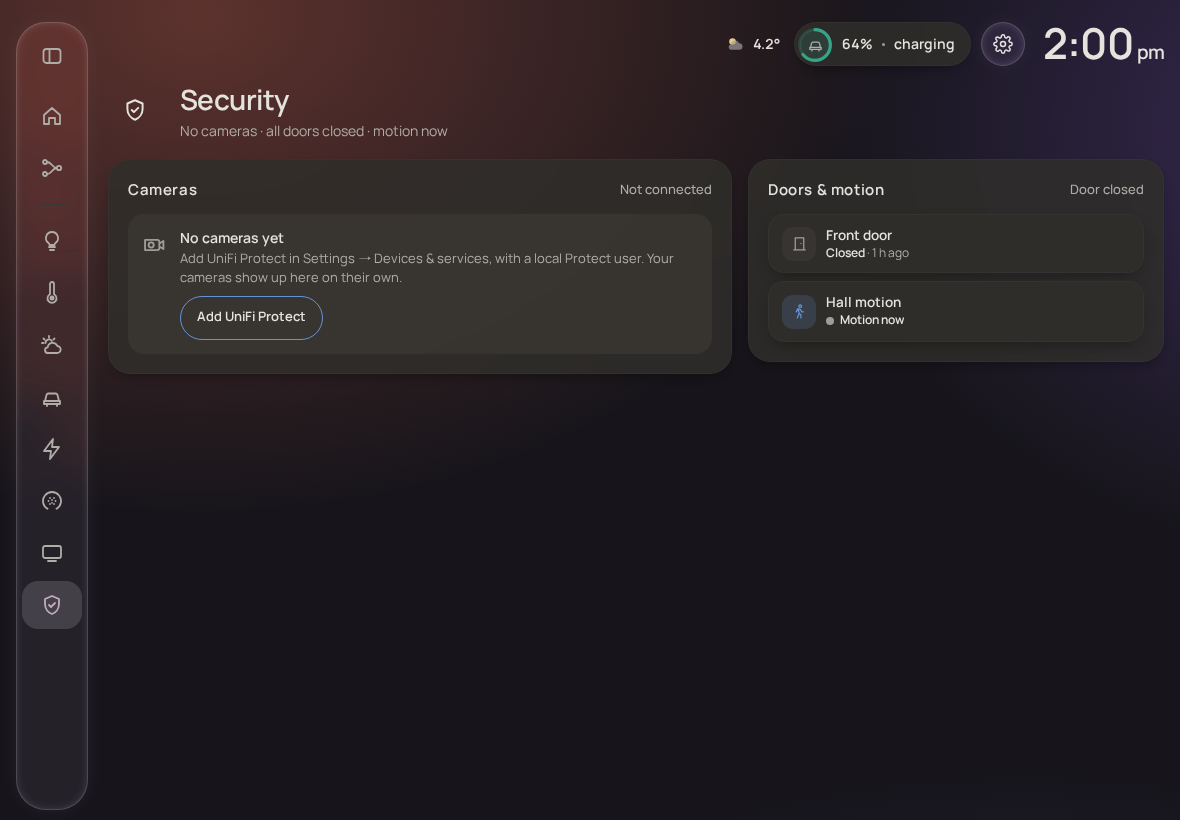 4.2°
64% • charging
2:00 pm
Security
No cameras · all doors closed · motion now
Cameras
Not connected
No cameras yet
Add UniFi Protect in Settings → Devices & services, with a local Protect user. Your
cameras show up here on their own.
Add UniFi Protect
Doors & motion
Door closed
Front door
Closed · 1 h ago
Hall motion
Motion now